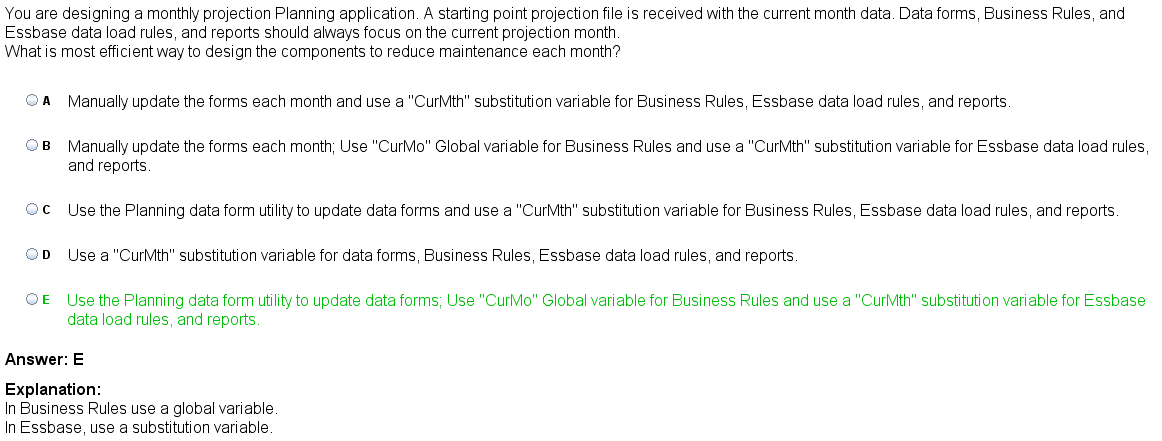 You are designing a monthly projection Planning application. A starting point projection file is received with the current month data. Data forms, Business Rules, and
Essbase data load rules, and reports should always focus on the current projection month.
What is most efficient way to design the components to reduce maintenance each month?
A Manually update the forms each month and use a "CurMth" substitution variable for Business Rules, Essbase data load rules, and reports.
B Manually update the forms each month; Use "CurMo" Global variable for Business Rules and use a "CurMth" substitution variable for Essbase data load rules,
and reports.
C Use the Planning data form utility to update data forms and use a "CurMth" substitution variable for Business Rules, Essbase data load rules, and reports.
D Use a "CurMth" substitution variable for data forms, Business Rules, Essbase data load rules, and reports.
E Use the Planning data form utility to update data forms; Use "CurMo" Global variable for Business Rules and use a "CurMth" substitution variable for Essbase
data load rules, and reports.
Answer: E
Explanation:
In Business Rules use a global variable.
In Essbase, use a substitution variable.